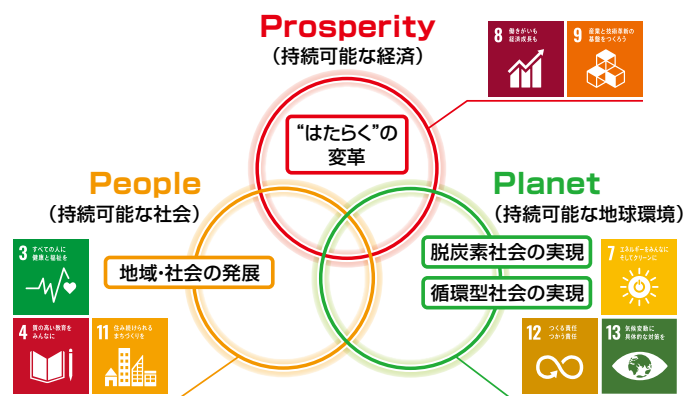 Prosperity
（持続可能な経済）
8 働きがいも
経済成長も
9 産業と技術革新の
基盤をつくろう
“はたらく”の
変革
People
（持続可能な社会）
Planet
（持続可能な地球環境）
3 すべての人に
健康と福祉を
地域・社会の発展
脱炭素社会の実現
循環型社会の実現
7 エネルギーをみんなに
そしてクリーンに
4 質の高い教育を
みんなに
11 住み続けられる
まちづくりを
12 つくる責任
つかう責任
13 気候変動に
具体的な対策を